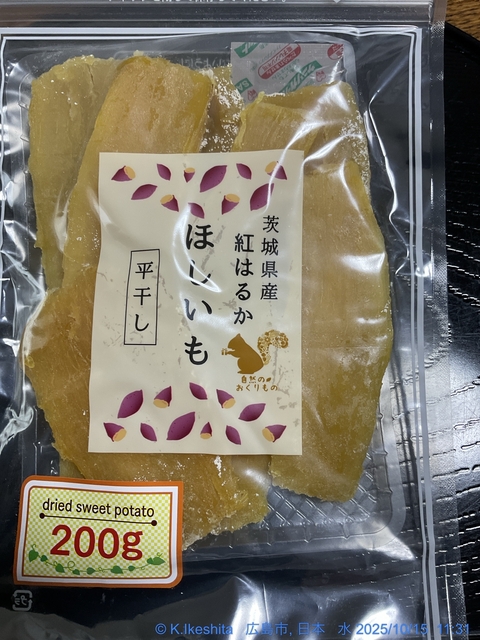 茨城県産
紅はるか
ほしいも
平干し
自然の
おくりもの
dried sweet potato
200g
© K.Ikeshita 広島市, 日本 水 2025/10/15 11:31